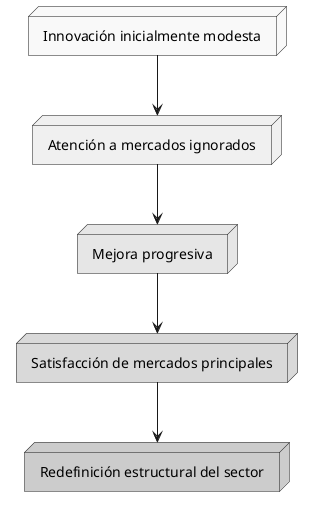 Innovación inicialmente modesta
Atención a mercados ignorados
Mejora progresiva
Satisfacción de mercados principales
Redefinición estructural del sector